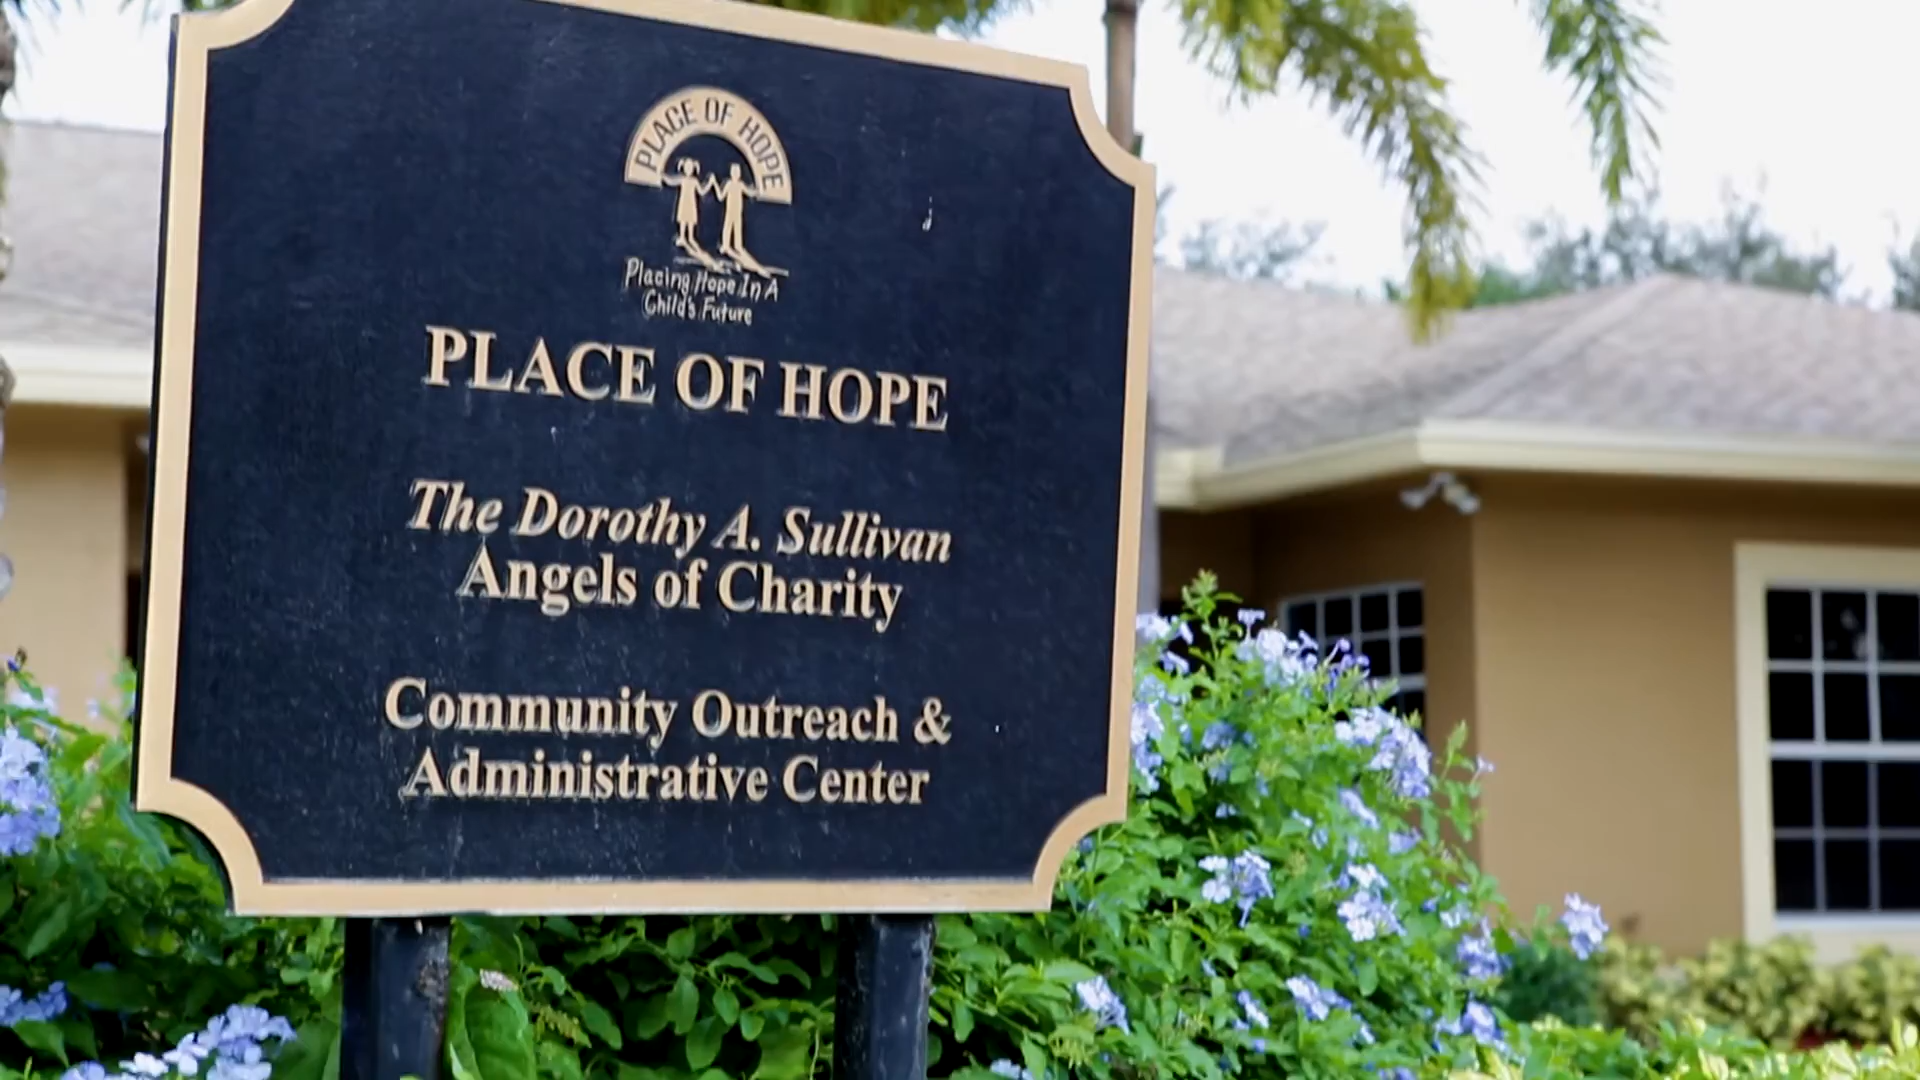 PLACE OF HOPE
Placing Hope In A
Child's Future
PLACE OF HOPE
The Dorothy A. Sullivan
Angels of Charity
Community Outreach &
Administrative Center